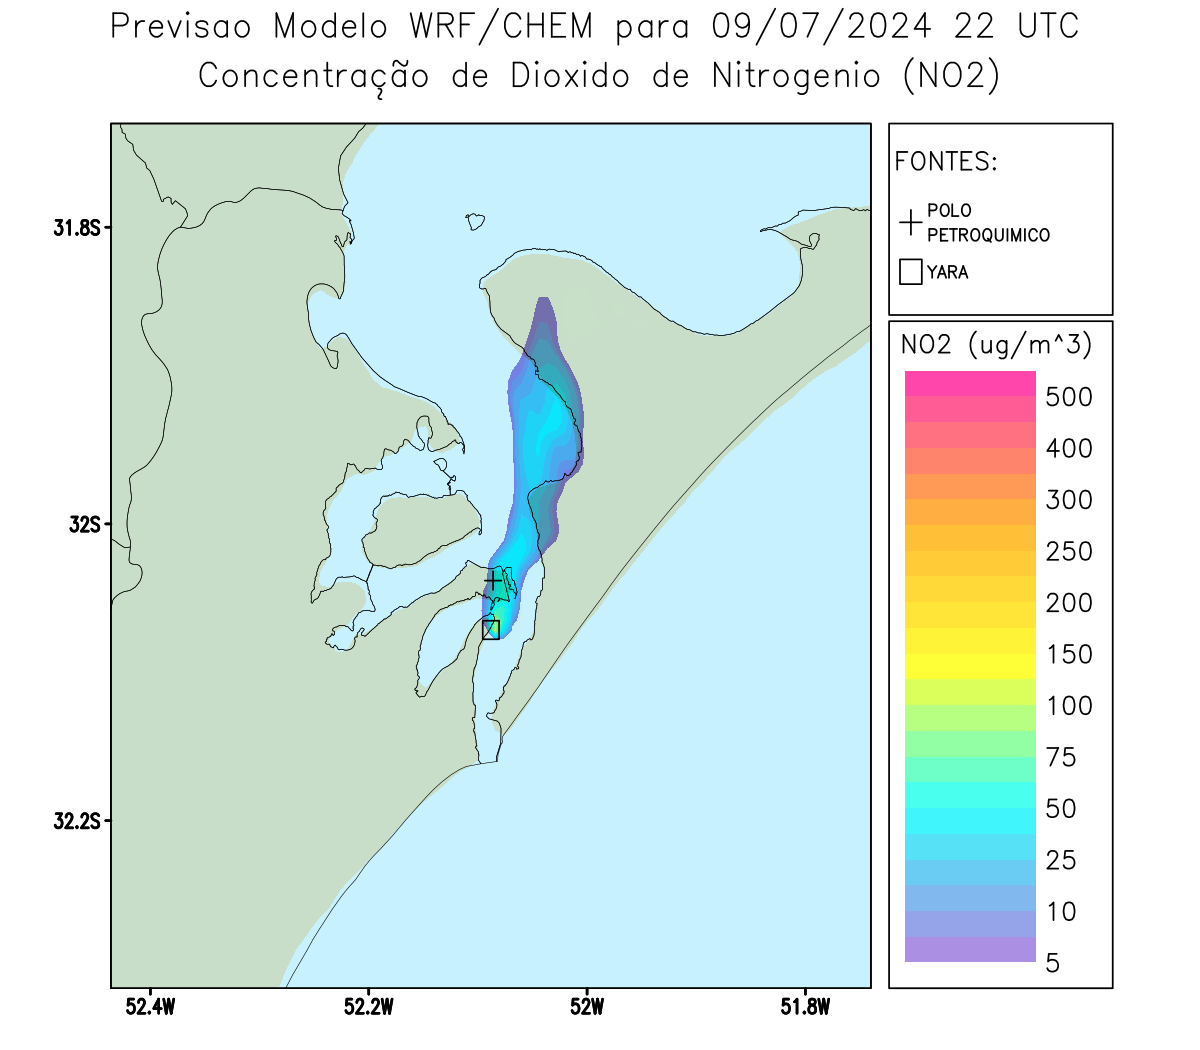 Previsao Modelo WRF/CHEM para 09/07/2024 22 UTC
Concentração de Dioxido de Nitrogenio (NO2)
FONTES:
POLO
PETROQUIMICO
YARA
NO2 (ug/m^3)
500
400
300
250
200
150
100
75
50
25
10
5
31.8S
32S
32.2S
52.4W
52.2W
52W
51.8W